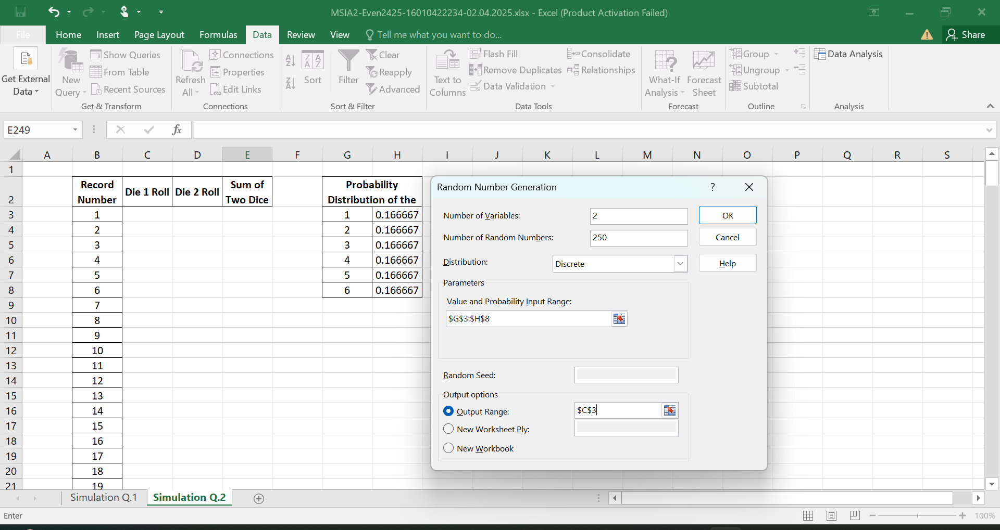 MSIA2-Even2425-16010422234-02.04.2025.xlsx - Excel (Product Activation Failed)
File Home Insert Page Layout Formulas Data Review View Tell me what you want to do... Share
Get External Data
New Query
Show Queries
From Table
Recent Sources
Get & Transform
Refresh All
Connections
Properties
Edit Links
Connections
Sort
Filter
Clear
Reapply
Advanced
Sort & Filter
Text to Columns
Flash Fill
Remove Duplicates
Data Validation
Consolidate
Relationships
Data Tools
What-If Analysis
Forecast Sheet
Forecast
Group
Ungroup
Subtotal
Outline
Data Analysis
Analysis
E249 fx
A B C D E F G H I J K L M N O P Q R S
1
2 Record Number Die 1 Roll Die 2 Roll Sum of Two Dice Probability Distribution of the
3 1 1 0.166667
4 2 2 0.166667
5 3 3 0.166667
6 4 4 0.166667
7 5 5 0.166667
8 6 6 0.166667
9 7
10 8
11 9
12 10
13 11
14 12
15 13
16 14
17 15
18 16
19 17
20 18
21 19
Random Number Generation ?
Number of Variables: 2 OK
Number of Random Numbers: 250 Cancel
Distribution: Discrete Help
Parameters
Value and Probability Input Range:
$G$3:$H$8
Random Seed:
Output options
Output Range: $C$3
New Worksheet Ply:
New Workbook
Simulation Q.1 Simulation Q.2
Enter 100%